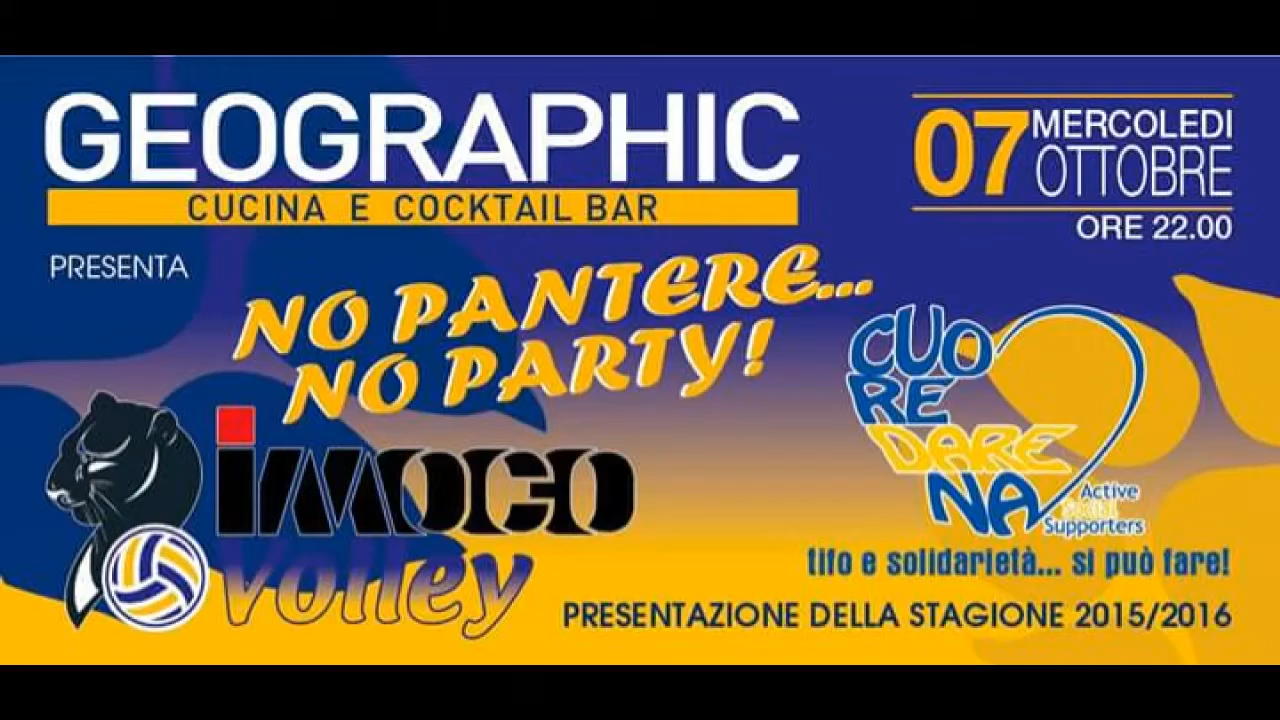 GEOGRAPHIC
CUCINA E COCKTAIL BAR
PRESENTA
07 MERCOLEDI
OTTOBRE
ORE 22.00
NO PANTERE...
NO PARTY!
imoco
volley
CUO
RE
DARE
NA
Active
Social
Supporters
tifo e solidarietà... si può fare!
PRESENTAZIONE DELLA STAGIONE 2015/2016